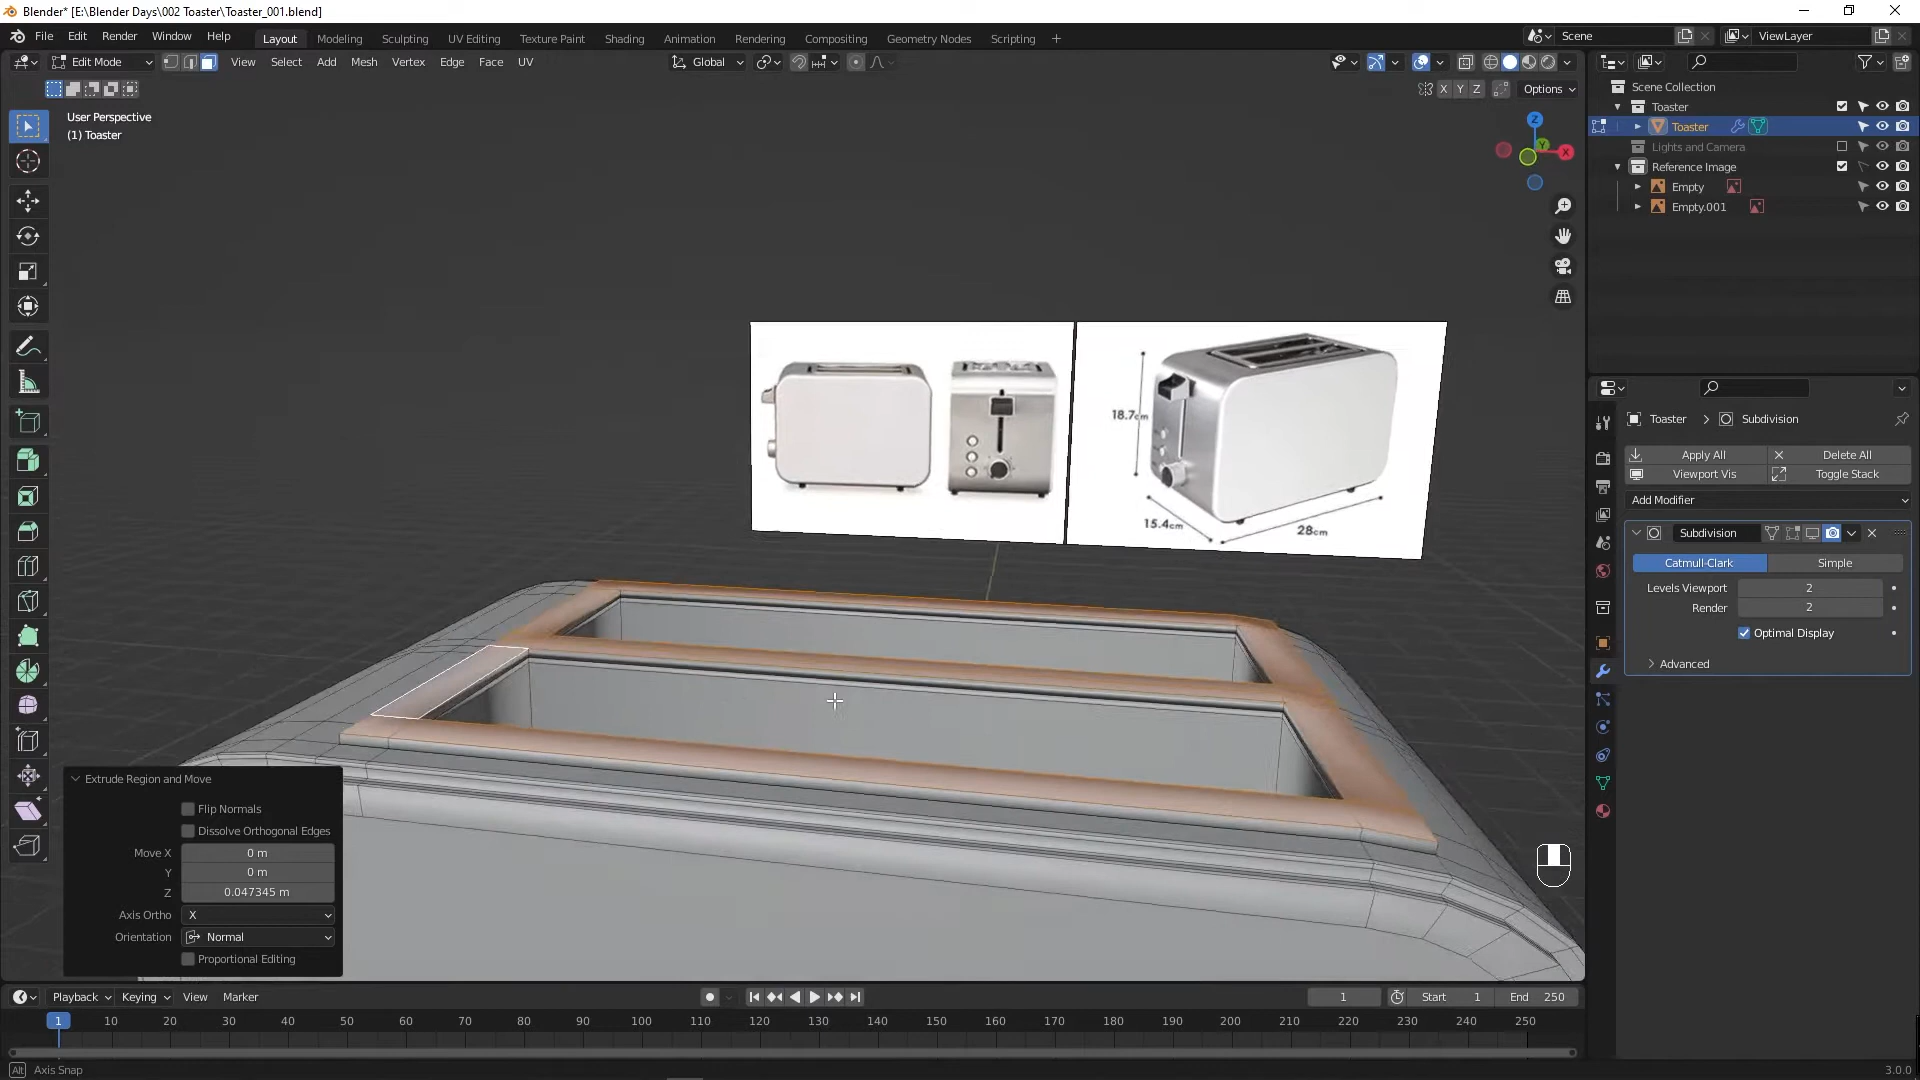 Blender* [E:\Blender Days\002 Toaster\Toaster_001.blend]
File Edit Render Window Help
Layout Modeling Sculpting UV Editing Texture Paint Shading Animation Rendering Compositing Geometry Nodes Scripting +
Scene
ViewLayer
Edit Mode View Select Add Mesh Vertex Edge Face UV
Global
X Y Z Options
User Perspective
(1) Toaster
Z
Y
X
Scene Collection
Toaster
Toaster
Lights and Camera
Reference Image
Empty
Empty.001
18.7cm
15.4cm
28cm
Toaster > Subdivision
Apply All
Delete All
Viewport Vis
Toggle Stack
Add Modifier
Subdivision
Catmull-Clark
Simple
Levels Viewport 2
Render 2
Optimal Display
Advanced
Extrude Region and Move
Flip Normals
Dissolve Orthogonal Edges
Move X 0 m
Y 0 m
Z 0.047345 m
Axis Ortho X
Orientation Normal
Proportional Editing
Playback Keying View Marker
1 Start 1 End 250
1 10 20 30 40 50 60 70 80 90 100 110 120 130 140 150 160 170 180 190 200 210 220 230 240 250
Alt Axis Snap
3.0.0